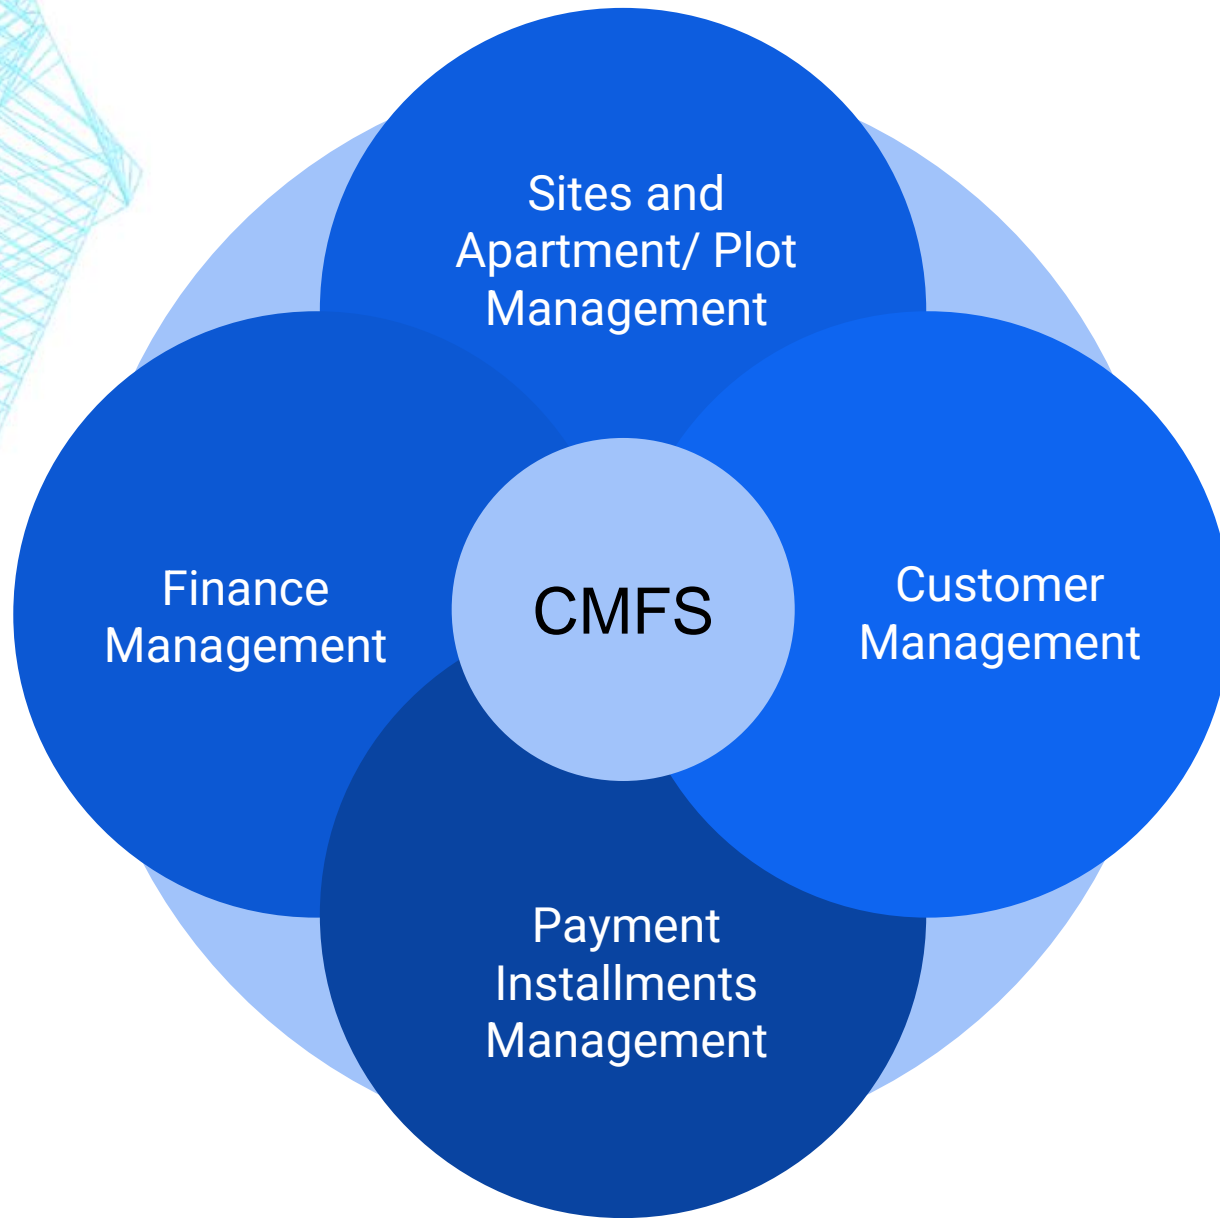 Sites and
Apartment/ Plot
Management
Finance
Management
CMFS
Customer
Management
Payment
Installments
Management